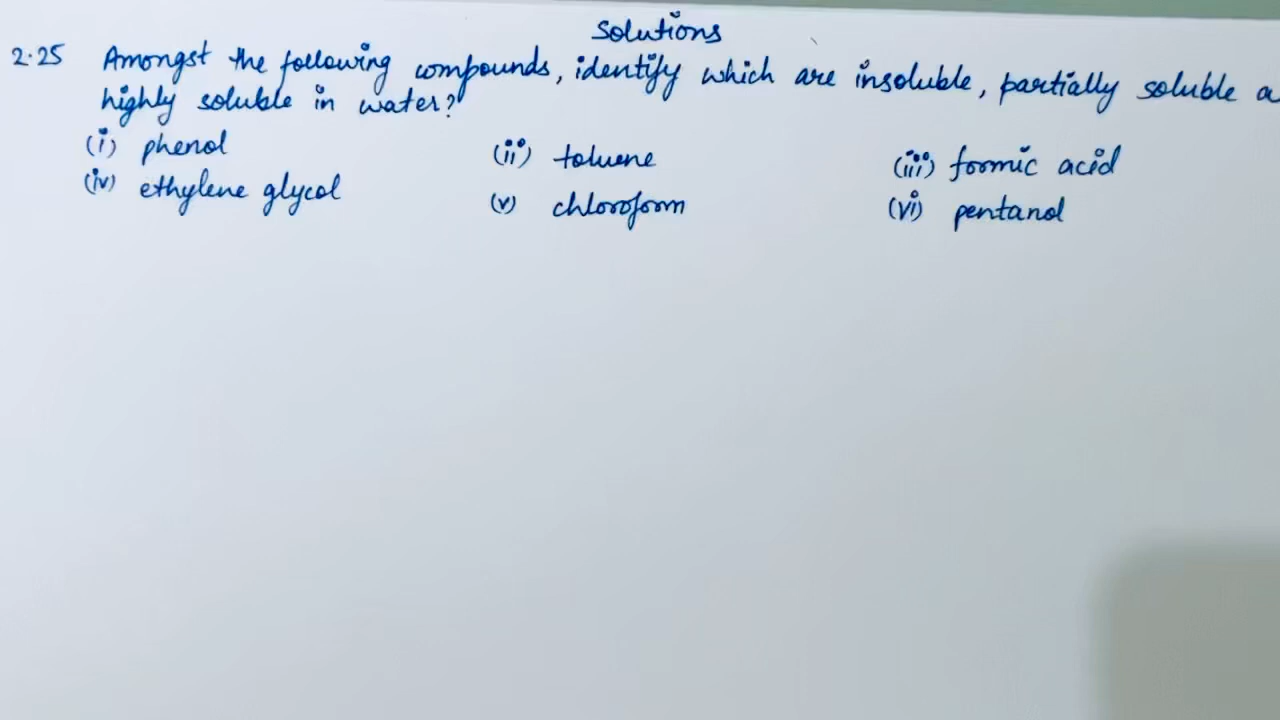 Solutions
2.25 Amongst the following compounds, identify which are insoluble, partially soluble a
highly soluble in water?
(i) phenol (ii) toluene (iii) formic acid
(iv) ethylene glycol (v) chloroform (vi) pentanol